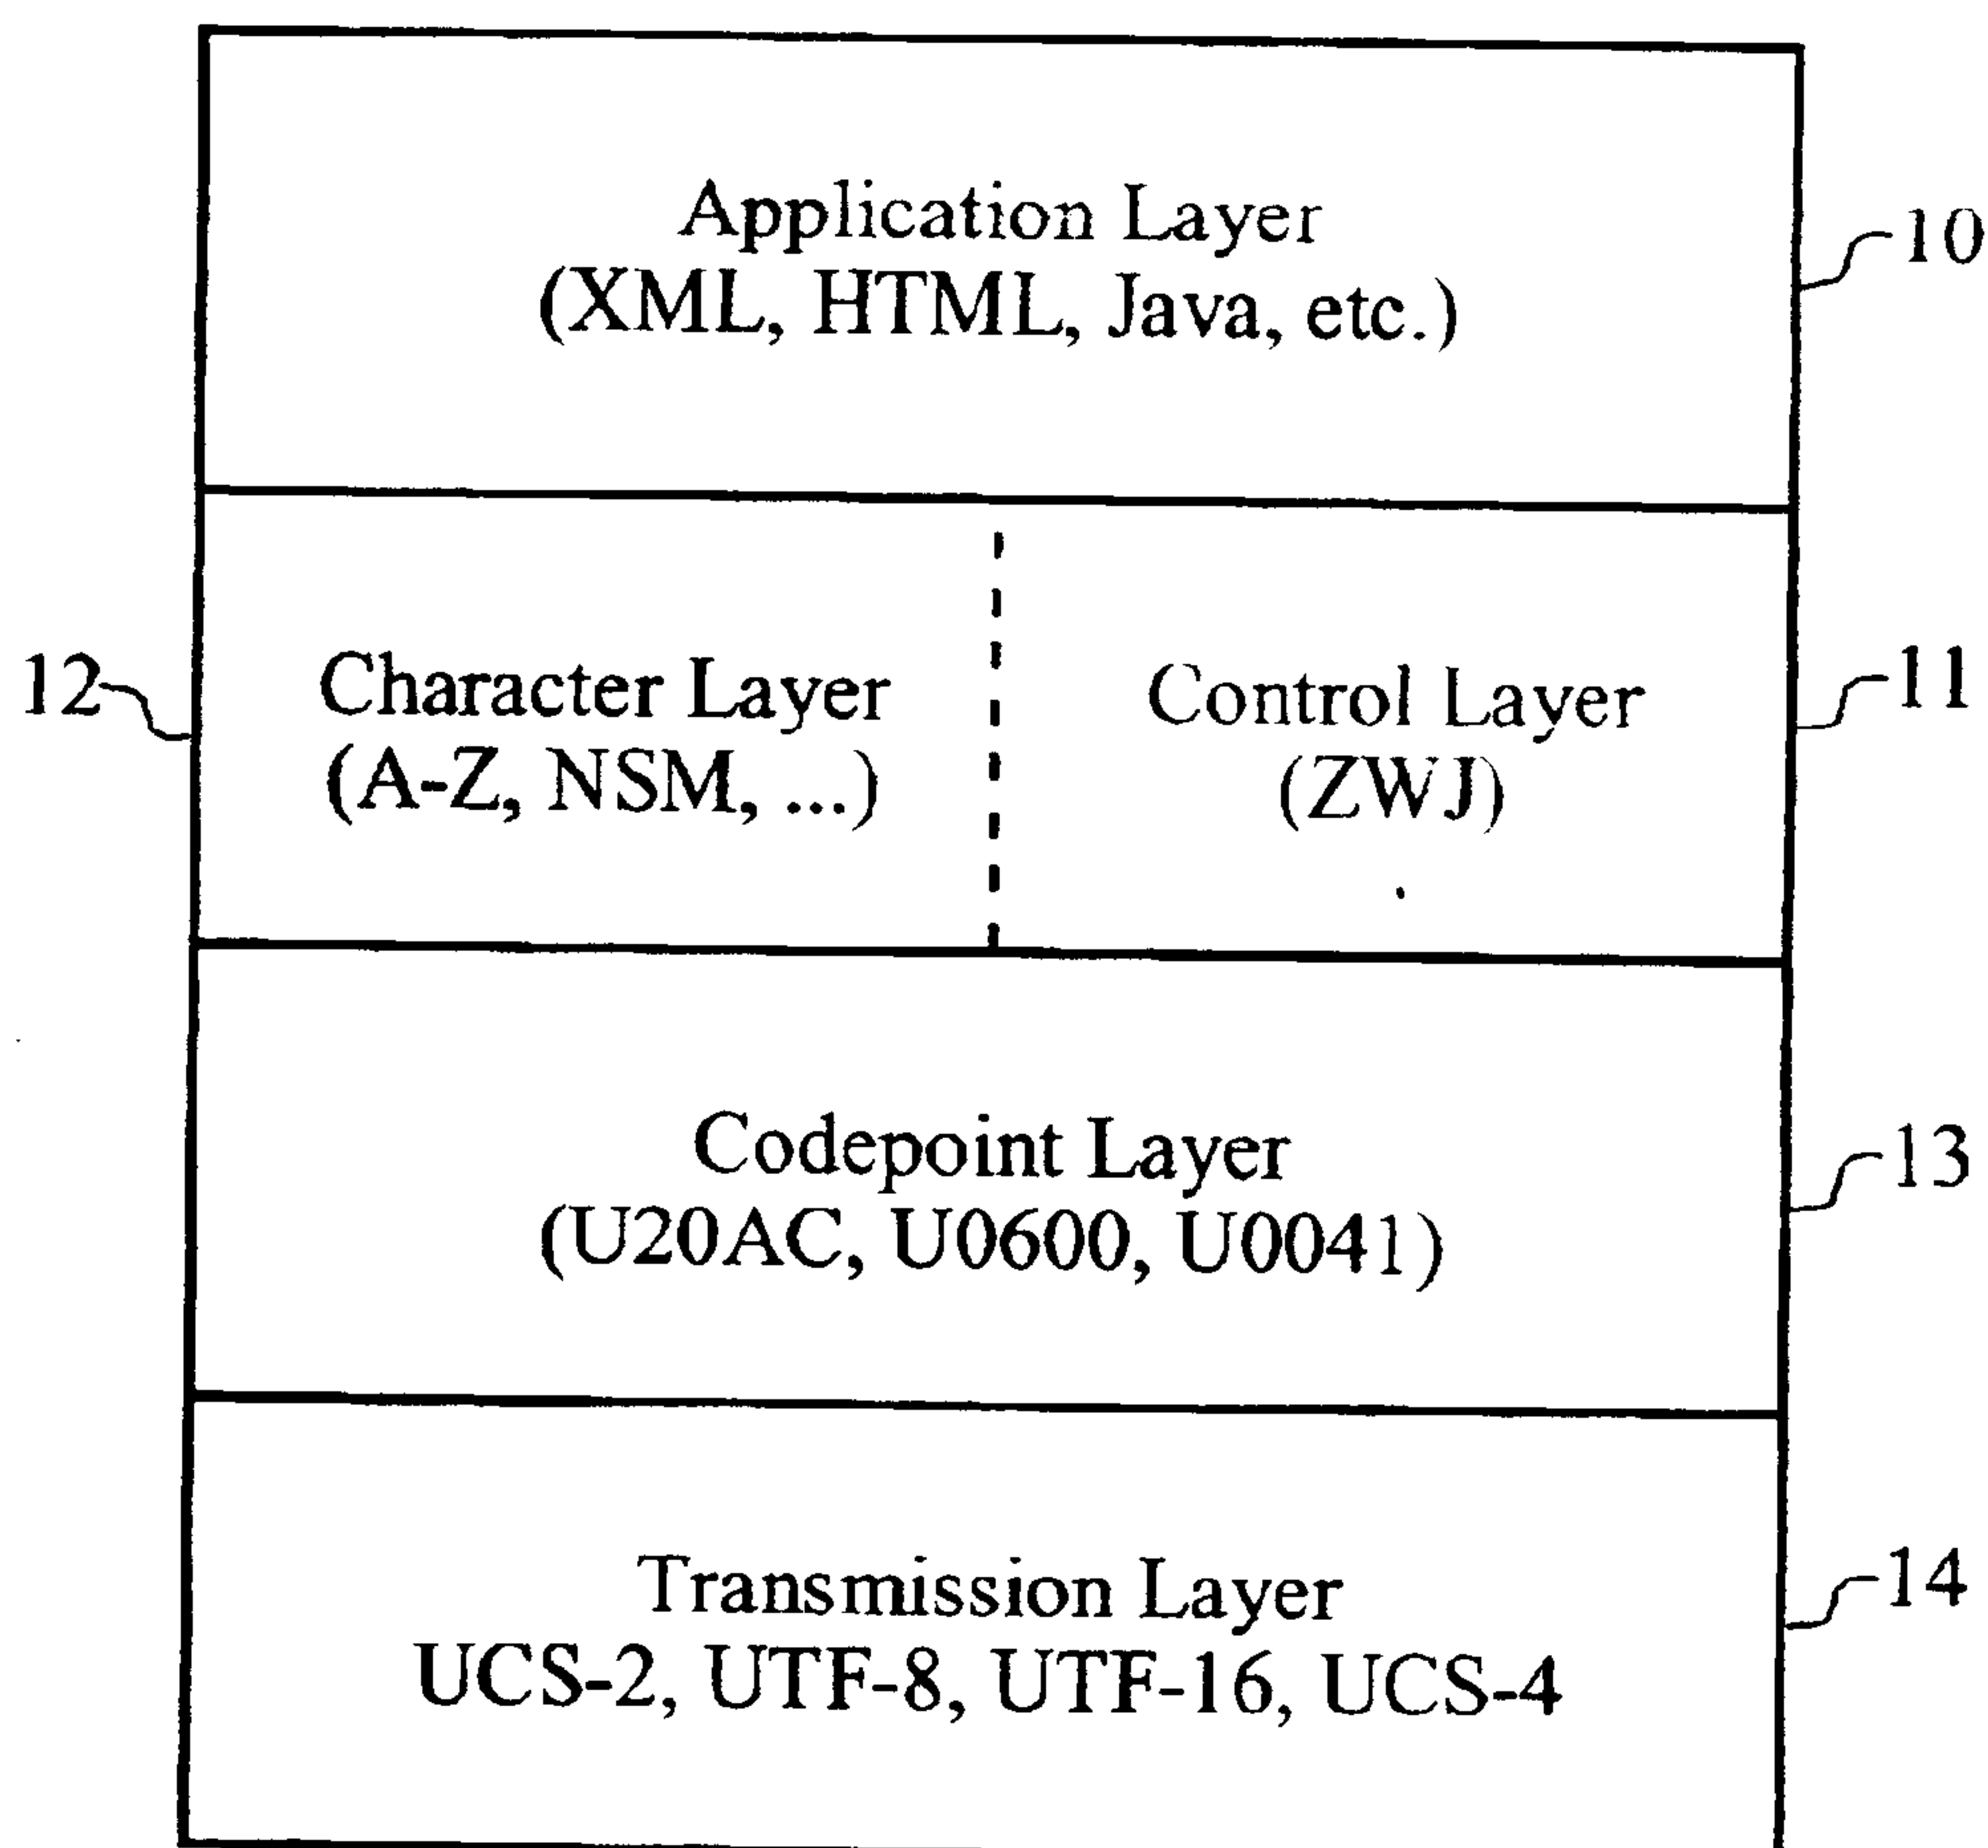 Application Layer
(XML, HTML, Java, etc.)
10
12
Character Layer
(A-Z, NSM, ...)
Control Layer
(ZWJ)
11
Codepoint Layer
(U20AC, U0600, U0041)
13
Transmission Layer
UCS-2, UTF-8, UTF-16, UCS-4
14